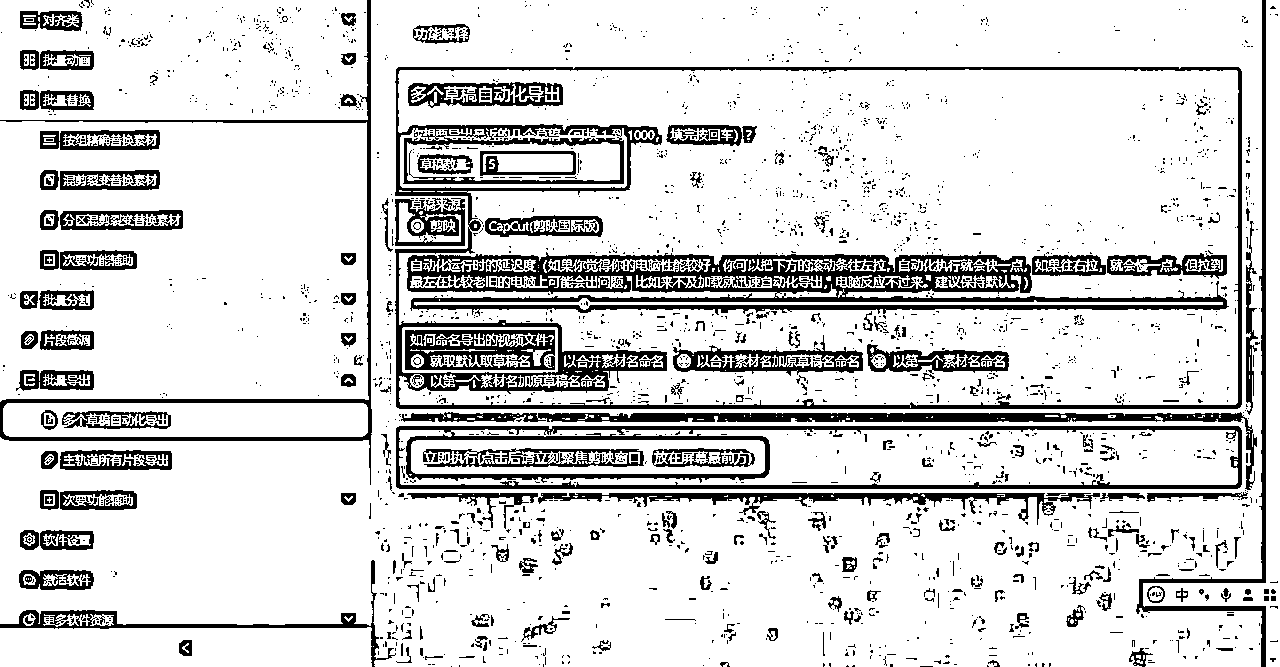 对齐类
批量动画
批量替换
按组精确替换素材
混剪裂变替换素材
分区混剪裂变替换素材
次要功能辅助
批量分割
片段微调
批量导出
多个草稿自动化导出
主轨道所有片段导出
次要功能辅助
软件设置
激活软件
更多软件资源
功能解释
多个草稿自动化导出
你想要导出最近的几个草稿（可填 1 到 1000，填完按回车）？
草稿数量 5
草稿来源
剪映 CapCut(剪映国际版)
自动化运行时的延迟度（如果你觉得你的电脑性能较好，你可以把下方的滚动条往左拉，自动化执行就会快一点，如果往右拉，就会慢一点。但拉到
最左在比较老旧的电脑上可能会出问题，比如来不及加载就迅速自动化导出，电脑反应不过来。建议保持默认。）
如何命名导出的视频文件?
就取默认取草稿名 以合并素材名命名 以合并素材名加原草稿名命名 以第一个素材名命名
以第一个素材名加原草稿名命名
立即执行(点击后请立刻聚焦剪映窗口，放在屏幕最前方)
中